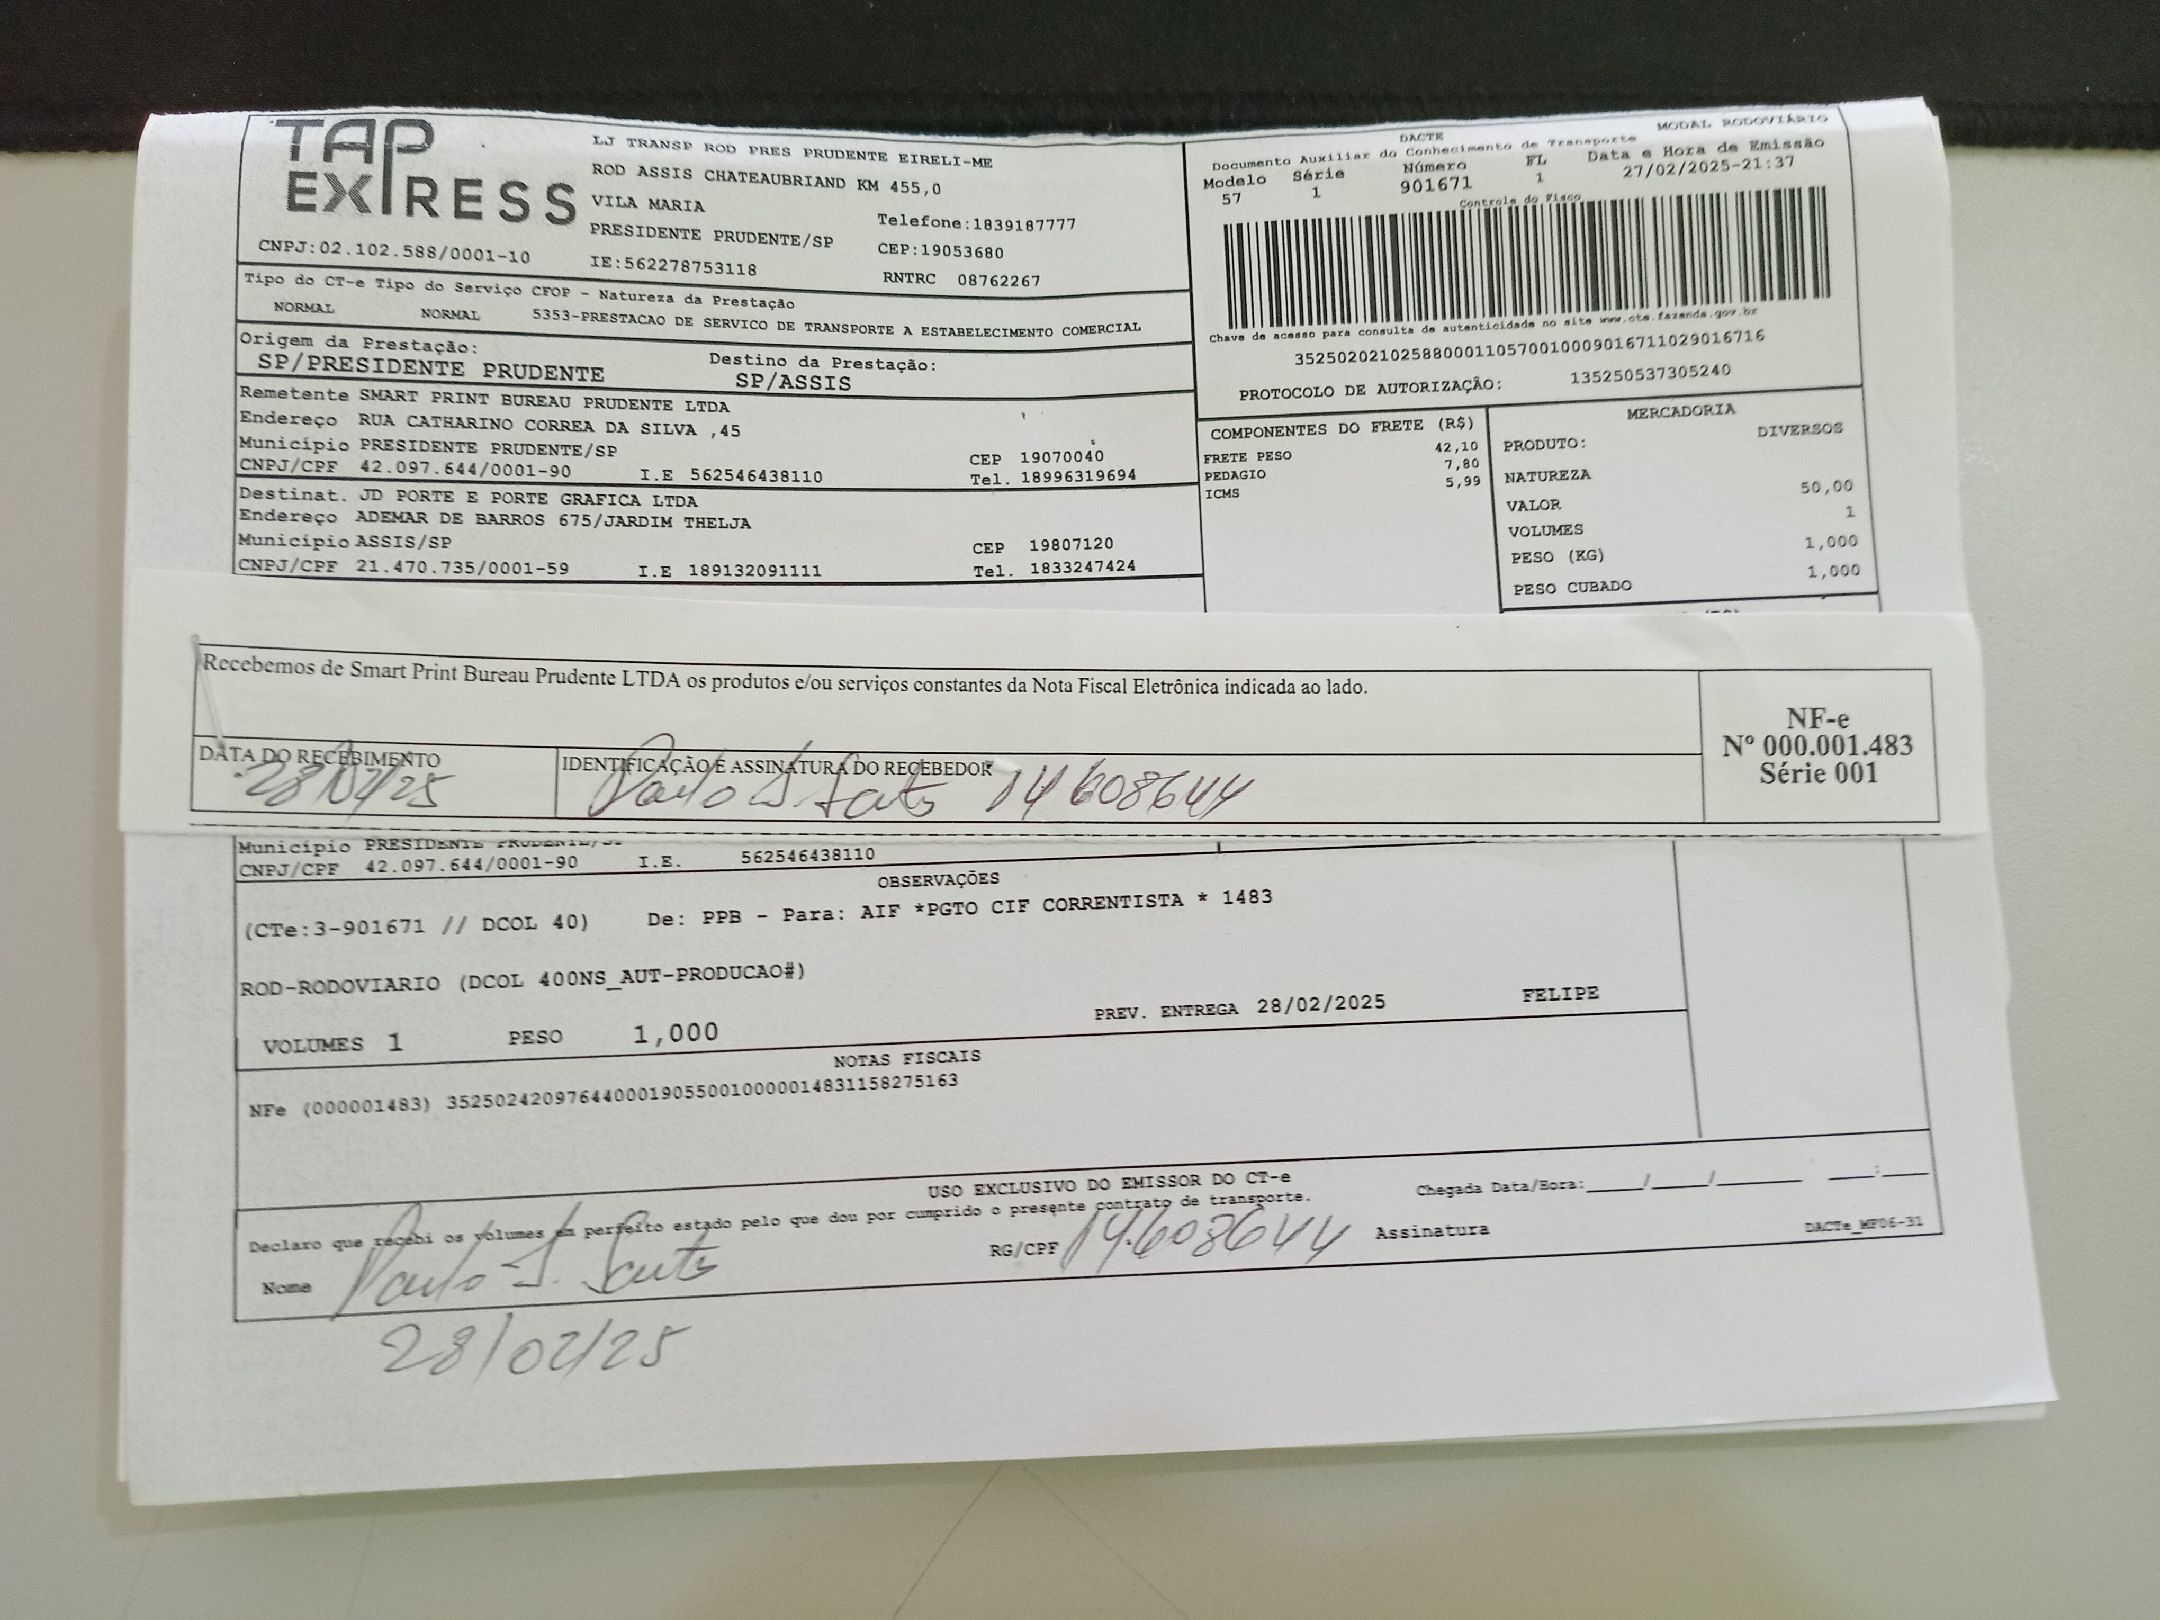 TAP
EXPRESS
CNPJ:02.102.588/0001-10
LJ TRANSP ROD PRES PRUDENTE EIRELI-ME
ROD ASSIS CHATEAUBRIAND KM 455,0
VILA MARIA
PRESIDENTE PRUDENTE/SP
IE:562278753118
Telefone:1839187777
CEP:19053680
RNTRC 08762267
DACTE
MODAL RODOVIÁRIO
Documento Auxiliar do Conhecimento de Transporte
Modelo Série Número FL Data e Hora de Emissão
57 1 901671 1 27/02/2025-21:37
Controle do Fisco
Chave de acesso para consulta de autenticidade no site www.cte.fazenda.gov.br
35250202102588000110570010009016711029016716
PROTOCOLO DE AUTORIZAÇÃO: 135250537305240
Tipo do CT-e Tipo do Serviço CFOP - Natureza da Prestação
NORMAL NORMAL 5353-PRESTACAO DE SERVICO DE TRANSPORTE A ESTABELECIMENTO COMERCIAL
Origem da Prestação: Destino da Prestação:
SP/PRESIDENTE PRUDENTE SP/ASSIS
Remetente SMART PRINT BUREAU PRUDENTE LTDA
Endereço RUA CATHARINO CORREA DA SILVA ,45
Município PRESIDENTE PRUDENTE/SP CEP 19070040
CNPJ/CPF 42.097.644/0001-90 I.E 562546438110 Tel. 18996319694
Destinat. JD PORTE E PORTE GRAFICA LTDA
Endereço ADEMAR DE BARROS 675/JARDIM THELJA
Município ASSIS/SP CEP 19807120
CNPJ/CPF 21.470.735/0001-59 I.E 189132091111 Tel. 1833247424
COMPONENTES DO FRETE (R$)
FRETE PESO 42,10
PEDAGIO 7,80
ICMS 5,99
MERCADORIA
PRODUTO: DIVERSOS
NATUREZA
VALOR 50,00
VOLUMES 1
PESO (KG) 1,000
PESO CUBADO 1,000
Recebemos de Smart Print Bureau Prudente LTDA os produtos e/ou serviços constantes da Nota Fiscal Eletrônica indicada ao lado.
NF-e
Nº 000.001.483
Série 001
DATA DO RECEBIMENTO IDENTIFICAÇÃO E ASSINATURA DO RECEBEDOR
28/02/25 Paulo S. Santos 14608644
Município PRESIDENTE PRUDENTE/SP
CNPJ/CPF 42.097.644/0001-90 I.E. 562546438110
OBSERVAÇÕES
(CTe:3-901671 // DCOL 40) De: PPB - Para: AIF *PGTO CIF CORRENTISTA * 1483
ROD-RODOVIARIO (DCOL 400NS_AUT-PRODUCAO#)
PREV. ENTREGA 28/02/2025 FELIPE
VOLUMES 1 PESO 1,000
NOTAS FISCAIS
NFe (000001483) 35250242097644000190550010000014831158275163
USO EXCLUSIVO DO EMISSOR DO CT-e
Declaro que recebi os volumes em perfeito estado pelo que dou por cumprido o presente contrato de transporte.
Chegada Data/Hora:_____/_____/________ ____:____
Nome Paulo S. Santos RG/CPF 14.608644 Assinatura
DACTe_MF06-31
28/02/25